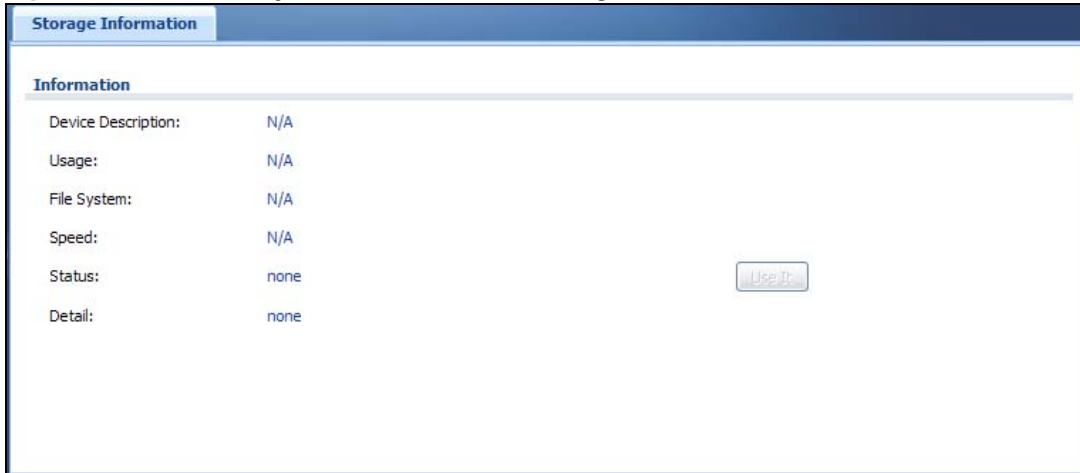 Storage Information
Information
Device Description: N/A
Usage: N/A
File System: N/A
Speed: N/A
Status: none Use It
Detail: none